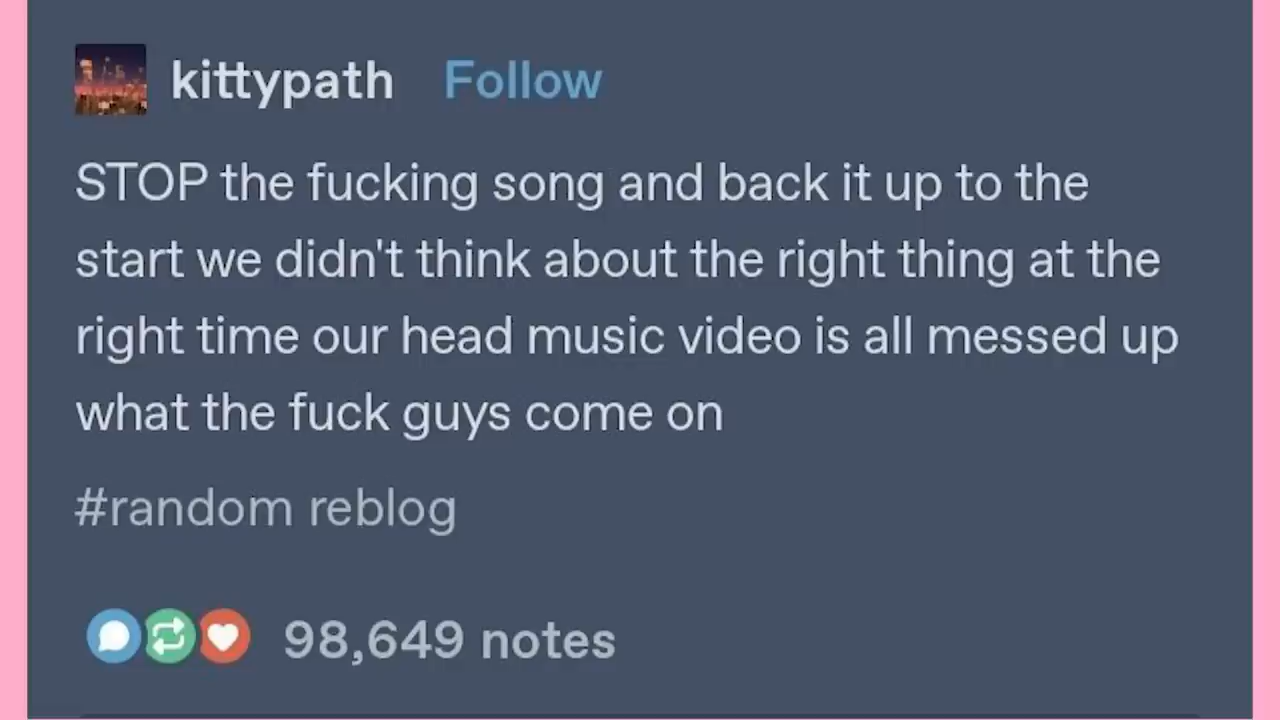 kittypath Follow
STOP the fucking song and back it up to the
start we didn't think about the right thing at the
right time our head music video is all messed up
what the fuck guys come on
#random reblog
98,649 notes